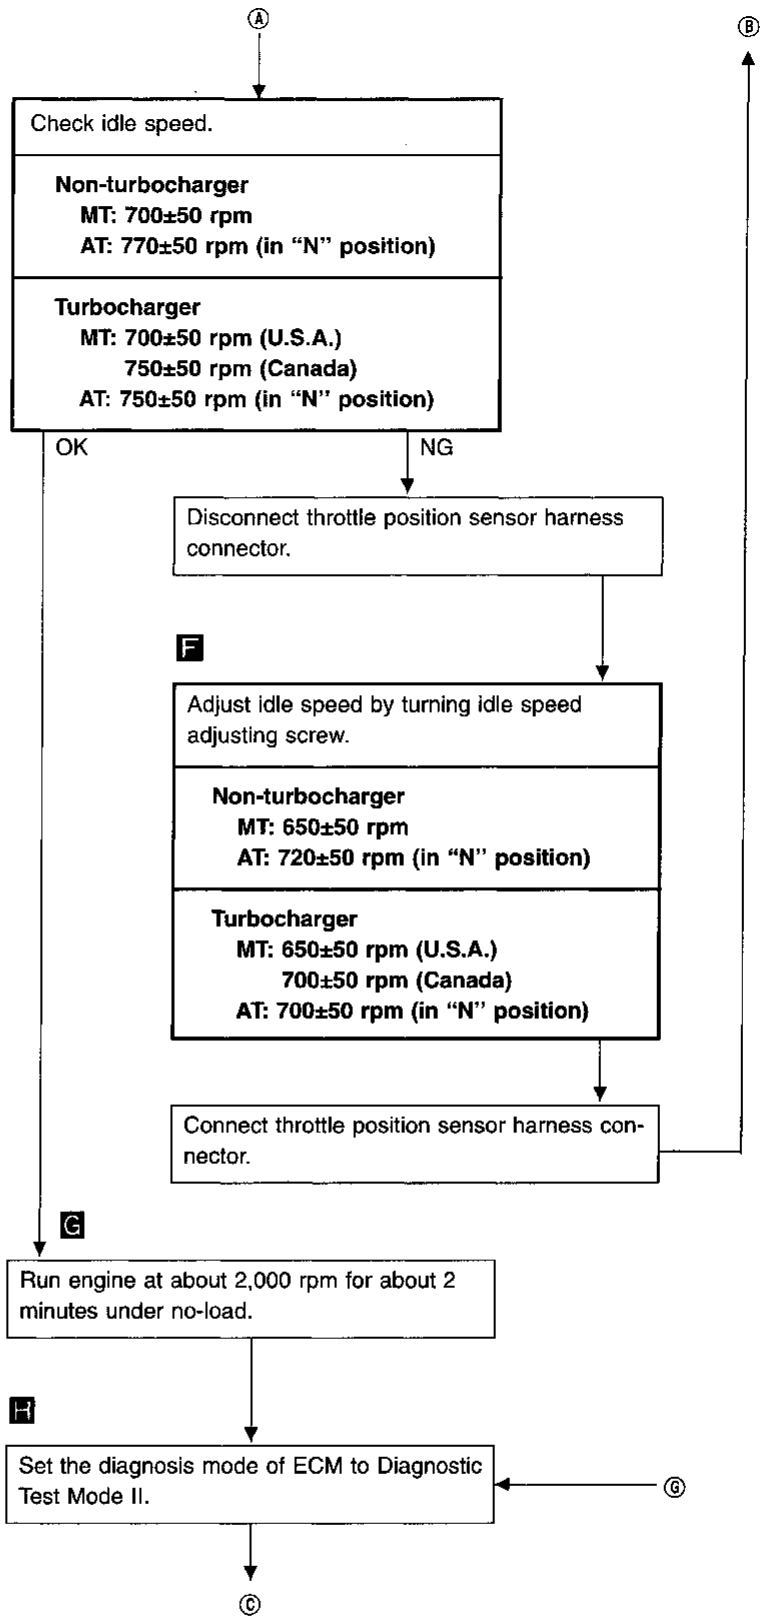 A
B
Check idle speed.
Non-turbocharger
MT: 700±50 rpm
AT: 770±50 rpm (in “N” position)
Turbocharger
MT: 700±50 rpm (U.S.A.)
750±50 rpm (Canada)
AT: 750±50 rpm (in “N” position)
OK
NG
Disconnect throttle position sensor harness
connector.
F
Adjust idle speed by turning idle speed
adjusting screw.
Non-turbocharger
MT: 650±50 rpm
AT: 720±50 rpm (in “N” position)
Turbocharger
MT: 650±50 rpm (U.S.A.)
700±50 rpm (Canada)
AT: 700±50 rpm (in “N” position)
Connect throttle position sensor harness con-
nector.
G
Run engine at about 2,000 rpm for about 2
minutes under no-load.
H
Set the diagnosis mode of ECM to Diagnostic
Test Mode II.
G
C